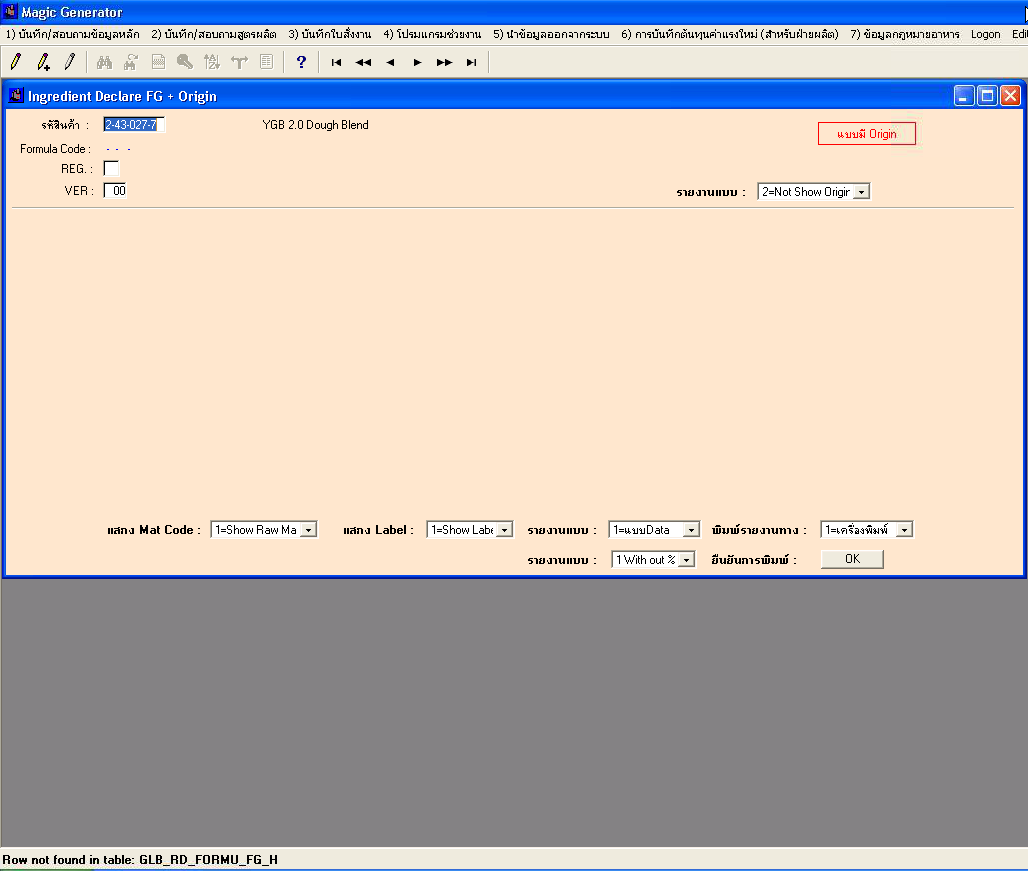 Magic Generator
1) บันทึก/สอบถามข้อมูลหลัก 2) บันทึก/สอบถามสูตรผลิต 3) บันทึกใบสั่งงาน 4) โปรมแกรมช่วยงาน 5) นำข้อมูลออกจากระบบ 6) การบันทึกต้นทุนค่าแรงใหม่ (สำหรับฝ่ายผลิต) 7) ข้อมูลกฎหมายอาหาร Logon Edi
?
Ingredient Declare FG + Origin
รหัสินค้า : 2-43-027-7 YGB 2.0 Dough Blend
แบบมี Origin
Formula Code : - - -
REG. :
VER : 00
รายงานแบบ : 2=Not Show Origin
แสดง Mat Code : 1=Show Raw Ma แสดง Label : 1=Show Labe รายงานแบบ : 1=แบบData พิมพ์รายงานทาง : 1=เครื่องพิมพ์
รายงานแบบ : 1 With out % ยืนยันการพิมพ์ : OK
Row not found in table: GLB_RD_FORMU_FG_H